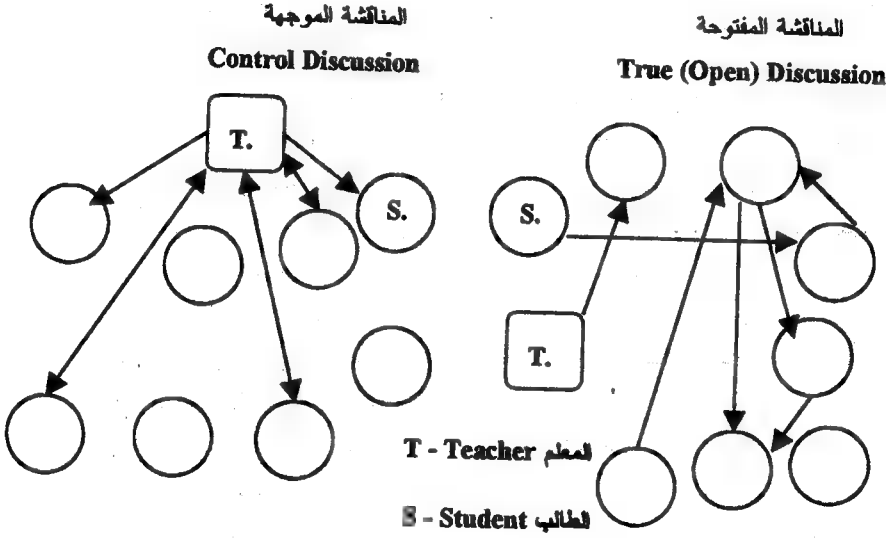 المناقشة الموجهة
Control Discussion
T.
S.
المناقشة المفتوحة
True (Open) Discussion
S.
T.
T - Teacher المعلم
S - Student الطالب